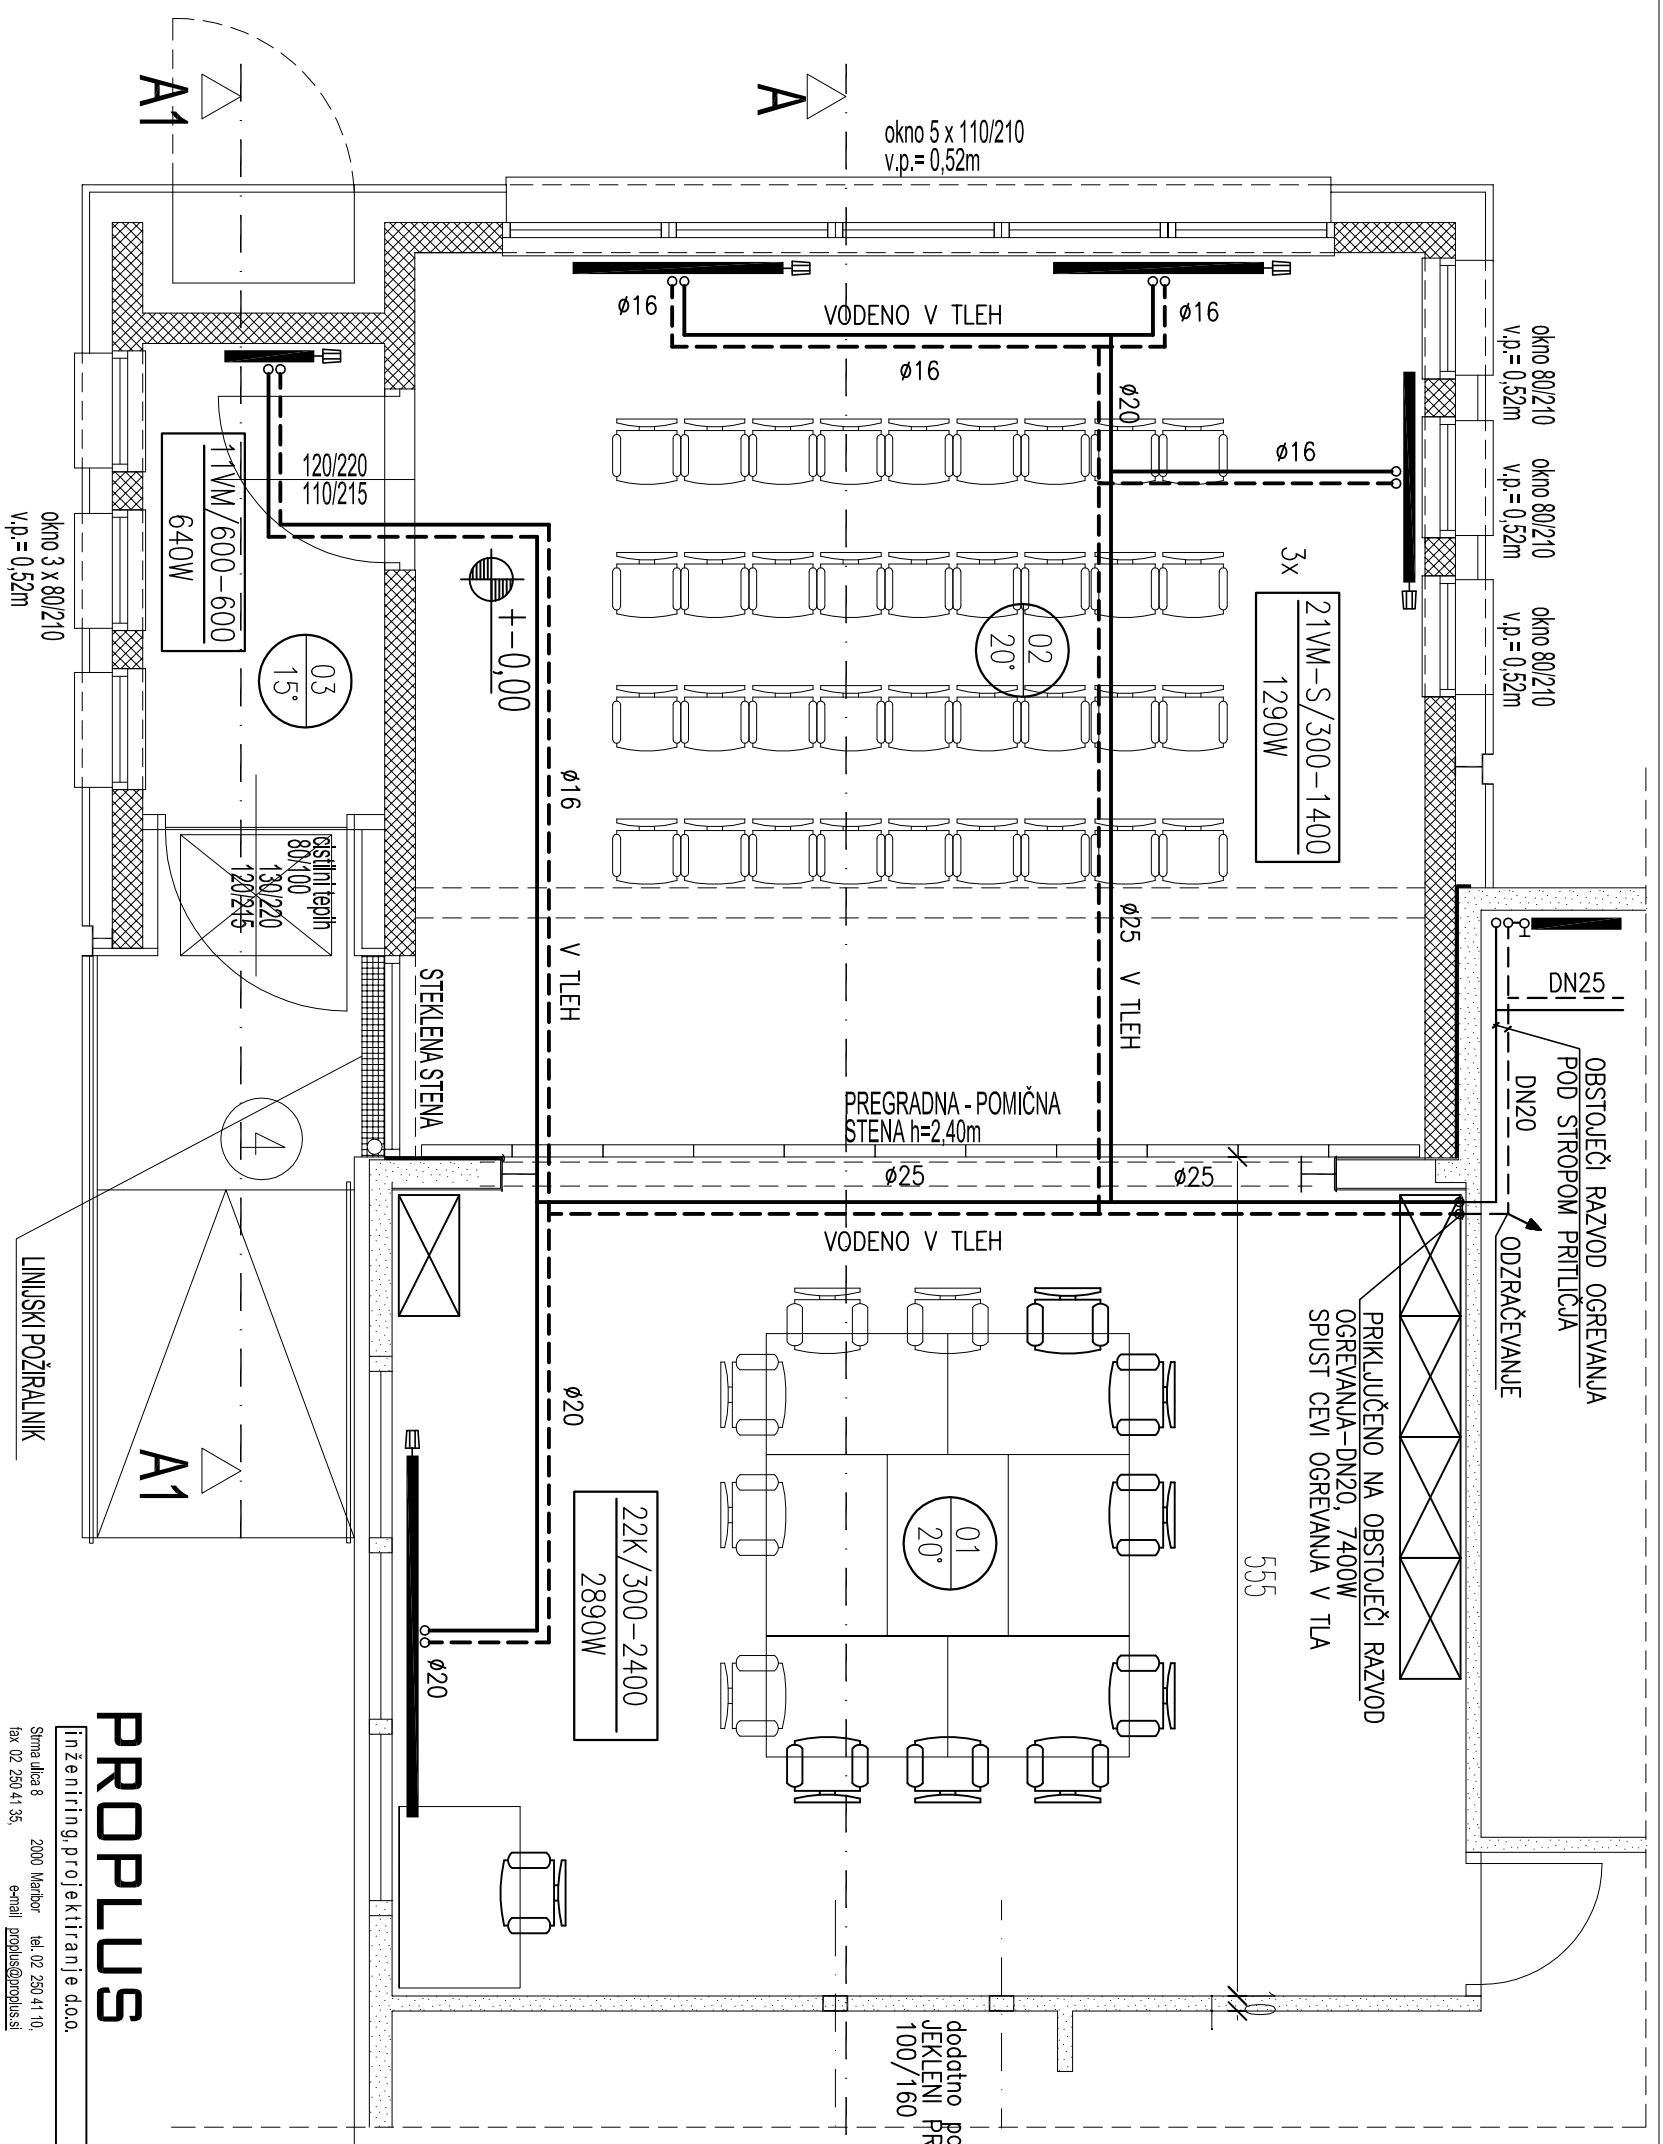 okno 5 x 110/210
v.p.= 0,52m
A
A1
okno 80/210
v.p.= 0,52m
okno 80/210
v.p.= 0,52m
okno 80/210
v.p.= 0,52m
ø16
VODENO V TLEH
ø16
ø16
ø20
ø16
3x
21VM-S/300-1400
1290W
02
20°
120/220
110/215
11VM/600-600
640W
03
15°
okno 3 x 80/210
v.p.= 0,52m
+-0,00
ø16
V TLEH
ø25 V TLEH
čistilni tepih
80/100
130/220
120/215
STEKLENA STENA
PREGRADNA - POMIČNA
STENA h=2,40m
ø25
ø25
VODENO V TLEH
DN25
DN20
OBSTOJEČI RAZVOD OGREVANJA
POD STROPOM PRITLIČJA
ODZRAČEVANJE
PRIKLJUČENO NA OBSTOJEČI RAZVOD
OGREVANJA-DN20, 7400W
SPUST CEVI OGREVANJA V TLA
555
4
LINIJSKI POŽIRALNIK
A1
ø20
ø20
22K/300-2400
2890W
01
20°
dodatno po
JEKLENI PR
100/160
PROPLUS
inženiring,projektiranje d.o.o.
Strma ulica 8 2000 Maribor tel. 02 250 41 10,
fax 02 250 41 35, e-mail proplus@proplus.si